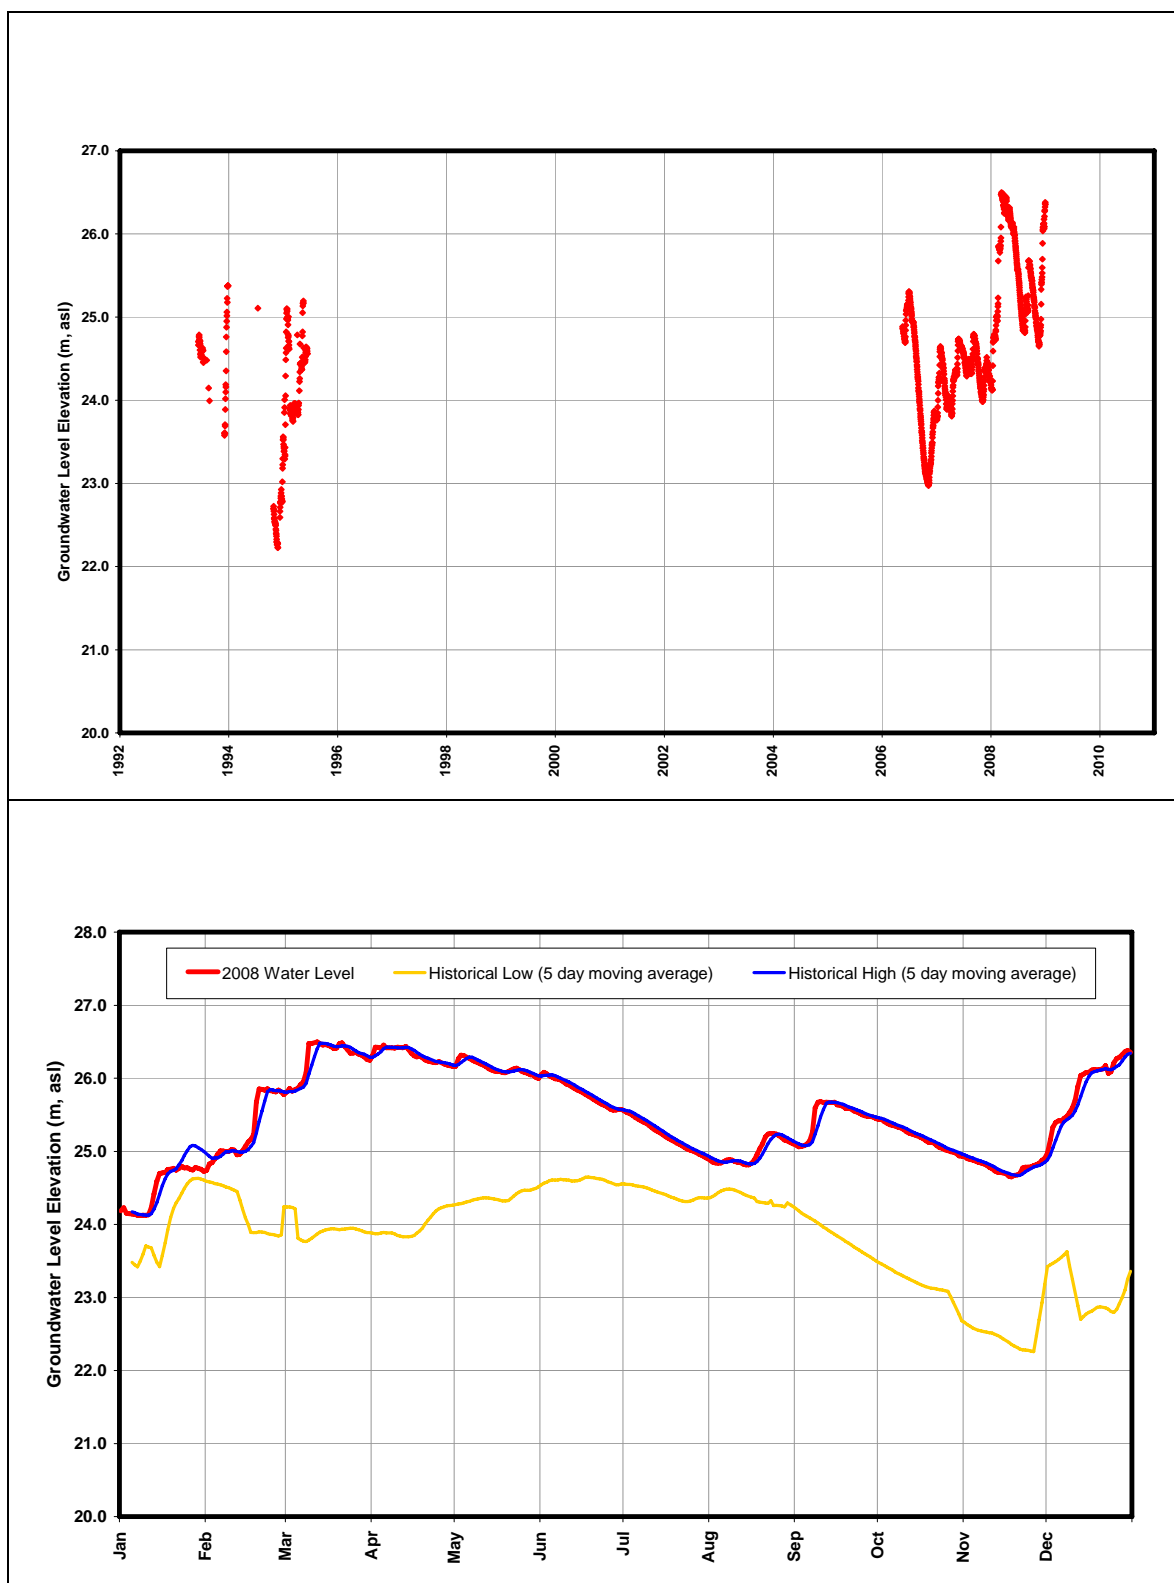 27.0
26.0
25.0
24.0
23.0
22.0
21.0
20.0
Groundwater Level Elevation (m, asl)
1992
1994
1996
1998
2000
2002
2004
2006
2008
2010
28.0
27.0
26.0
25.0
24.0
23.0
22.0
21.0
20.0
Groundwater Level Elevation (m, asl)
2008 Water Level
Historical Low (5 day moving average)
Historical High (5 day moving average)
Jan
Feb
Mar
Apr
May
Jun
Jul
Aug
Sep
Oct
Nov
Dec